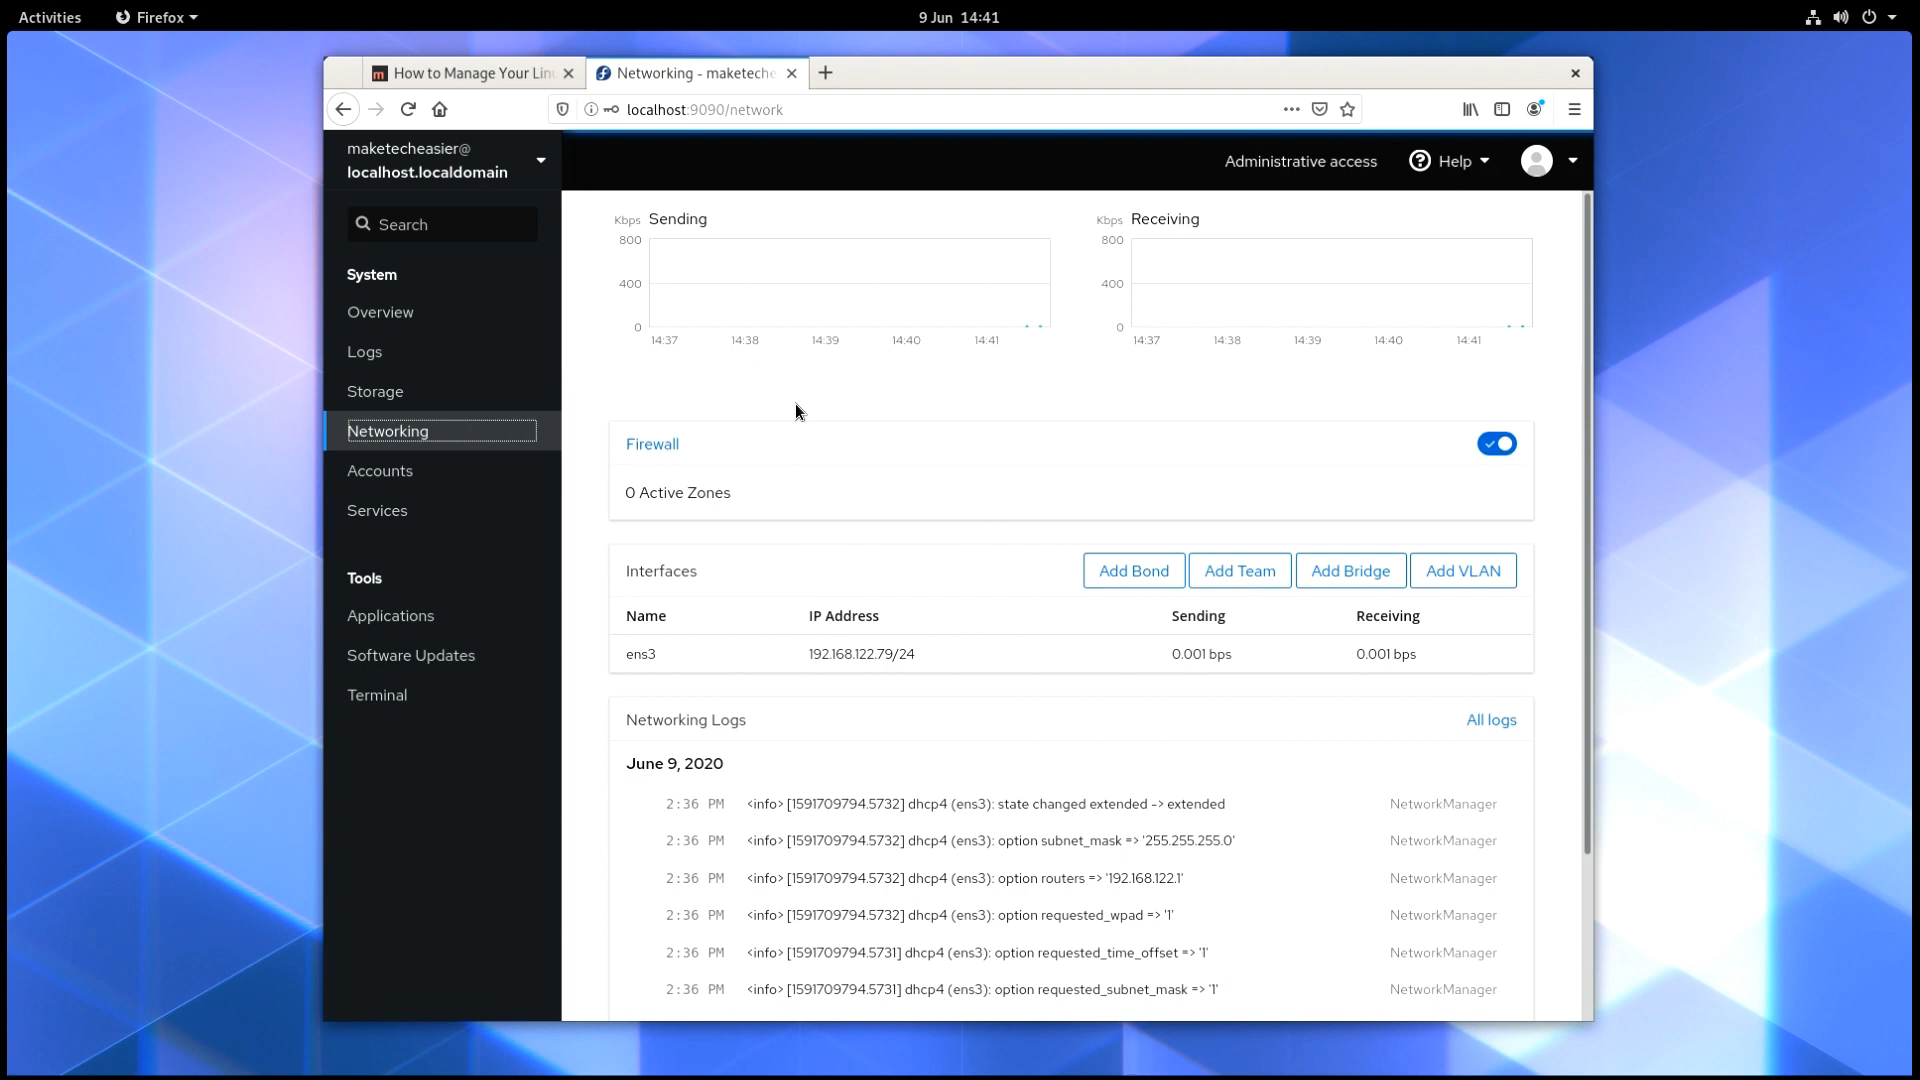 Activities Firefox 9 Jun 14:41
How to Manage Your Linu Networking - maketeche
localhost:9090/network
maketecheasier@
localhost.localdomain
Administrative access Help
Search
System
Overview
Logs
Storage
Networking
Accounts
Services
Tools
Applications
Software Updates
Terminal
Kbps Sending
800
400
0
14:37 14:38 14:39 14:40 14:41
Kbps Receiving
800
400
0
14:37 14:38 14:39 14:40 14:41
Firewall
0 Active Zones
Interfaces Add Bond Add Team Add Bridge Add VLAN
Name IP Address Sending Receiving
ens3 192.168.122.79/24 0.001 bps 0.001 bps
Networking Logs All logs
June 9, 2020
2:36 PM <info> [1591709794.5732] dhcp4 (ens3): state changed extended -> extended NetworkManager
2:36 PM <info> [1591709794.5732] dhcp4 (ens3): option subnet_mask => '255.255.255.0' NetworkManager
2:36 PM <info> [1591709794.5732] dhcp4 (ens3): option routers => '192.168.122.1' NetworkManager
2:36 PM <info> [1591709794.5732] dhcp4 (ens3): option requested_wpad => '1' NetworkManager
2:36 PM <info> [1591709794.5731] dhcp4 (ens3): option requested_time_offset => '1' NetworkManager
2:36 PM <info> [1591709794.5731] dhcp4 (ens3): option requested_subnet_mask => '1' NetworkManager